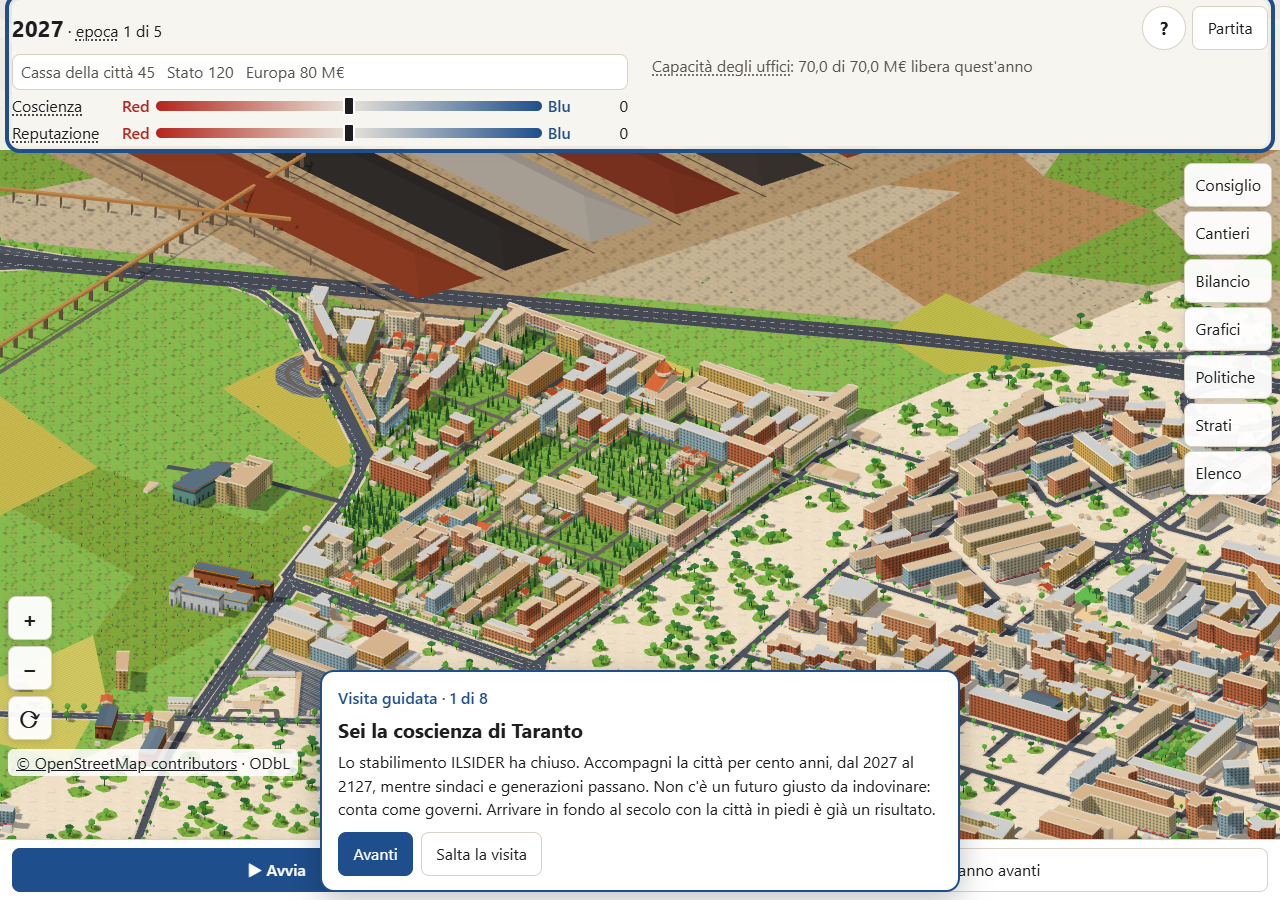 2027 · epoca 1 di 5
?
Partita
Cassa della città 45 Stato 120 Europa 80 M€
Capacità degli uffici: 70,0 di 70,0 M€ libera quest'anno
Coscienza Red Blu 0
Reputazione Red Blu 0
Consiglio
Cantieri
Bilancio
Grafici
Politiche
Strati
Elenco
+
−
© OpenStreetMap contributors · ODbL
Visita guidata · 1 di 8
Sei la coscienza di Taranto
Lo stabilimento ILSIDER ha chiuso. Accompagni la città per cento anni, dal 2027 al
2127, mentre sindaci e generazioni passano. Non c'è un futuro giusto da indovinare:
conta come governi. Arrivare in fondo al secolo con la città in piedi è già un risultato.
Avanti
Salta la visita
▶ Avvia
anno avanti